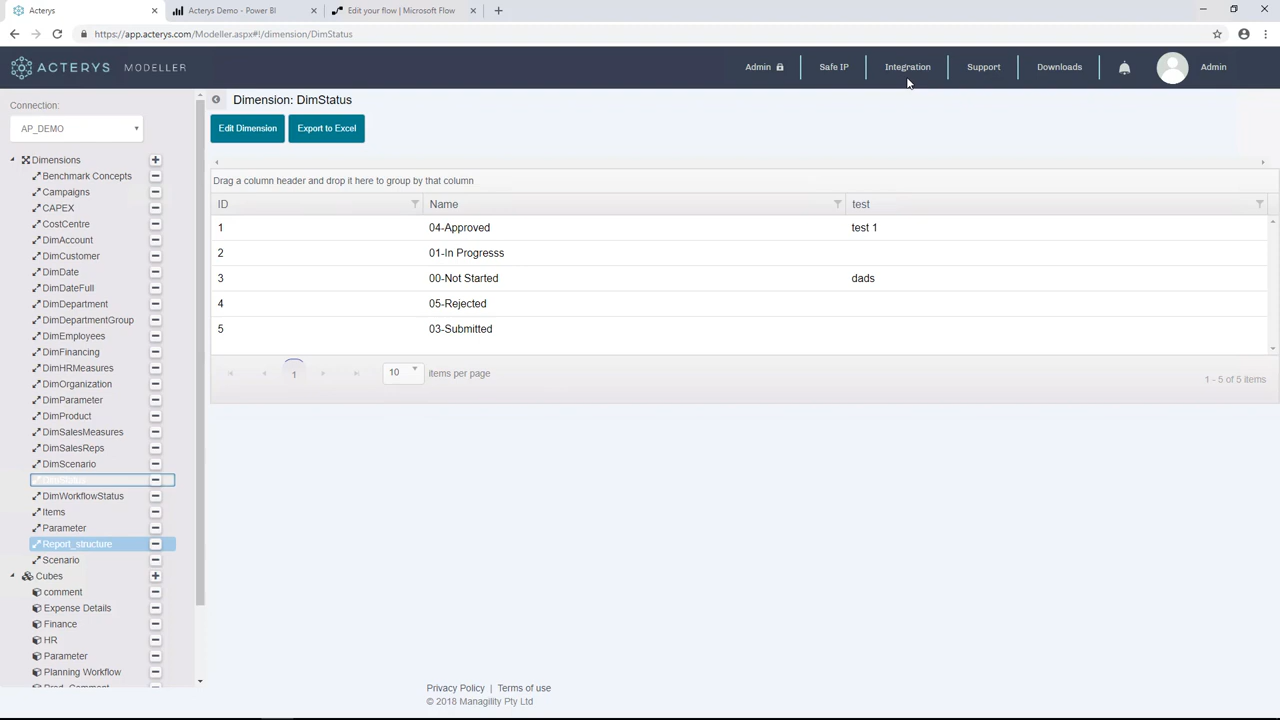 Acterys
Acterys Demo - Power BI
Edit your flow | Microsoft Flow
https://app.acterys.com/Modeller.aspx#!/dimension/DimStatus
ACTERYS MODELLER
Admin
Safe IP
Integration
Support
Downloads
Admin
Connection:
AP_DEMO
Dimensions
Benchmark Concepts
Campaigns
CAPEX
CostCentre
DimAccount
DimCustomer
DimDate
DimDateFull
DimDepartment
DimDepartmentGroup
DimEmployees
DimFinancing
DimHRMeasures
DimOrganization
DimParameter
DimProduct
DimSalesMeasures
DimSalesReps
DimScenario
DimStatus
DimWorkflowStatus
Items
Parameter
Report_structure
Scenario
Cubes
comment
Expense Details
Finance
HR
Parameter
Planning Workflow
Prod_Comment
Dimension: DimStatus
Edit Dimension Export to Excel
Drag a column header and drop it here to group by that column
ID Name test
1 04-Approved test 1
2 01-In Progresss
3 00-Not Started dads
4 05-Rejected
5 03-Submitted
1 10 items per page
1 - 5 of 5 items
Privacy Policy | Terms of use
© 2018 Managility Pty Ltd